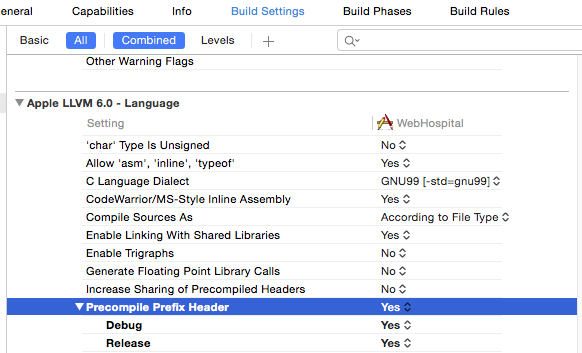 eneral Capabilities Info Build Settings Build Phases Build Rules
Basic All Combined Levels
Other Warning Flags
Apple LLVM 6.0 - Language
Setting WebHospital
'char' Type Is Unsigned No
Allow 'asm', 'inline', 'typeof' Yes
C Language Dialect GNU99 [-std=gnu99]
CodeWarrior/MS-Style Inline Assembly Yes
Compile Sources As According to File Type
Enable Linking With Shared Libraries Yes
Enable Trigraphs No
Generate Floating Point Library Calls No
Increase Sharing of Precompiled Headers No
Precompile Prefix Header Yes
Debug Yes
Release Yes